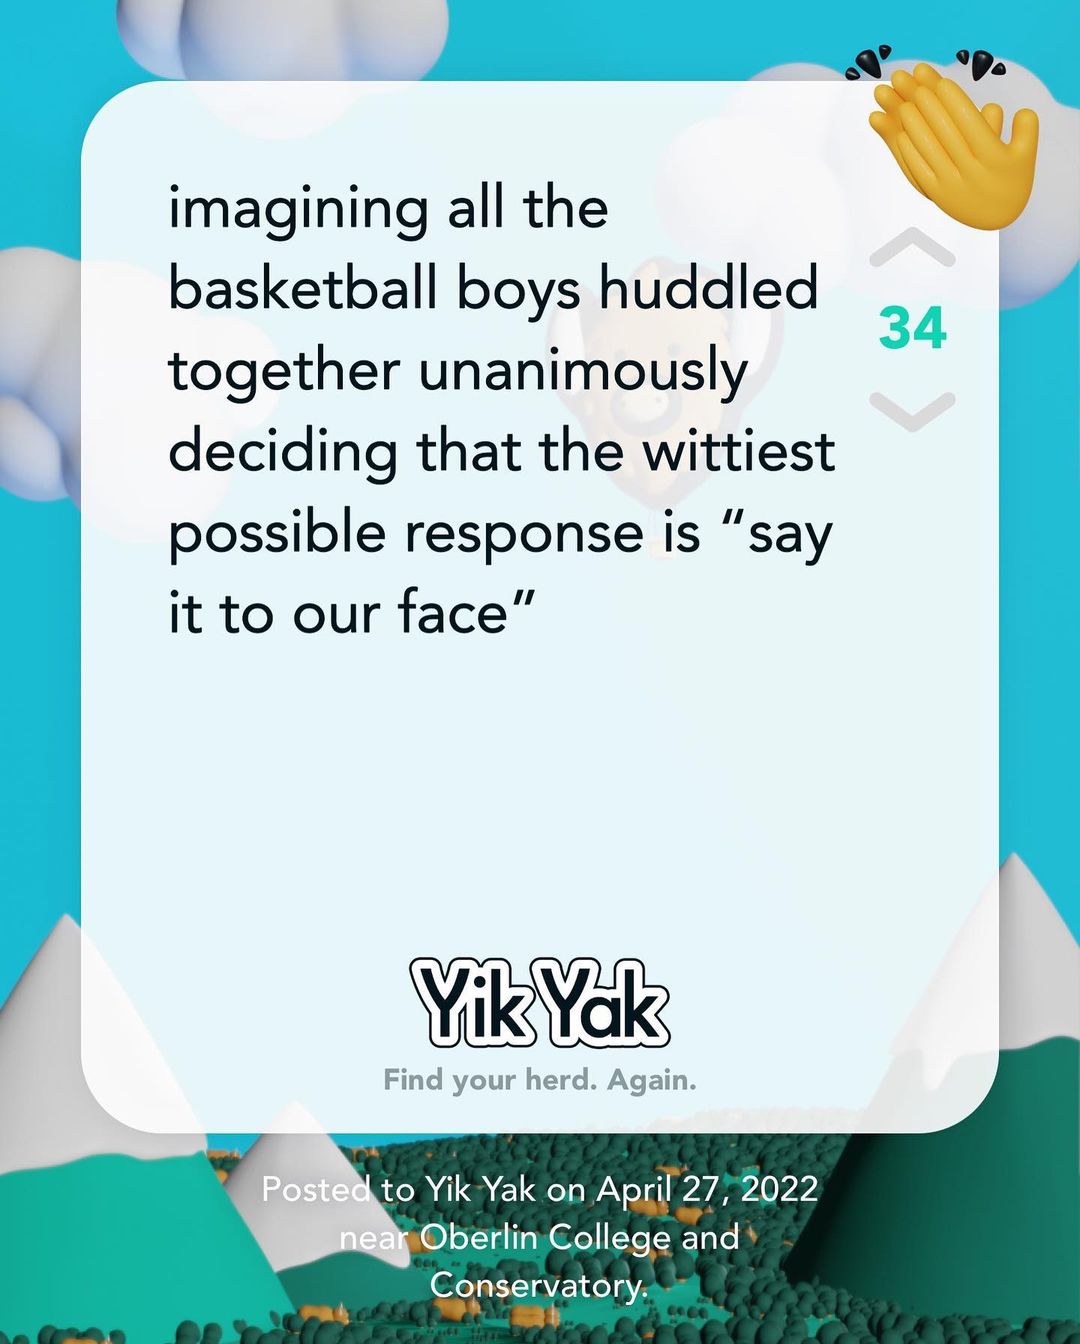 imagining all the
basketball boys huddled
together unanimously
deciding that the wittiest
possible response is “say
it to our face”
34
Yik Yak
Find your herd. Again.
Posted to Yik Yak on April 27, 2022
near Oberlin College and
Conservatory.